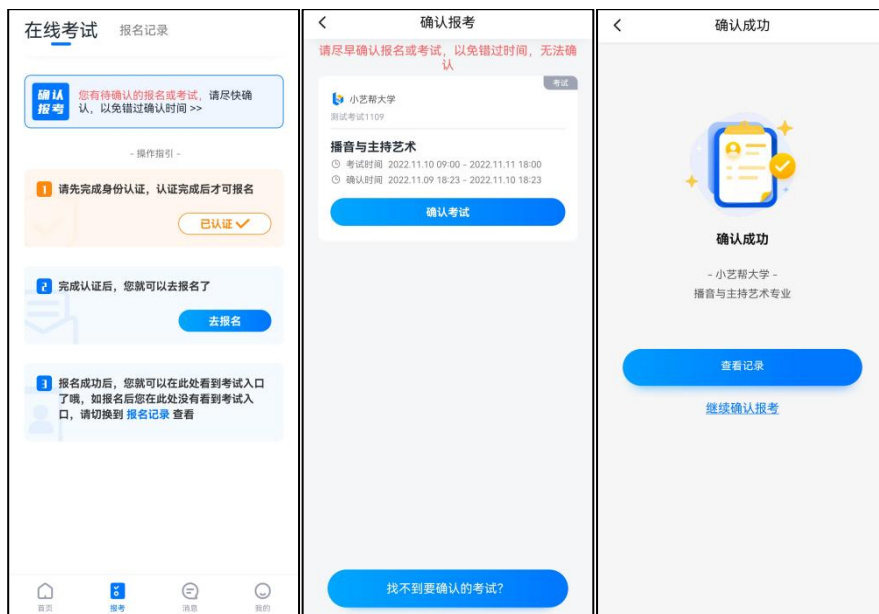 在线考试 报名记录
确认
报考
您有待确认的报名或考试，请尽快确
认，以免错过确认时间 >>
- 操作指引 -
1 请先完成身份认证，认证完成后才可报名
已认证
2 完成认证后，您就可以去报名了
去报名
3 报名成功后，您就可以在此处看到考试入口
了哦，如报名后您在此处没有看到考试入
口，请切换到 报名记录 查看
首页 报考 消息 我的
确认报考
请尽早确认报名或考试，以免错过时间，无法确
认
考试
小艺帮大学
测试考试1109
播音与主持艺术
考试时间 2022.11.10 09:00 - 2022.11.11 18:00
确认时间 2022.11.09 18:23 - 2022.11.10 18:23
确认考试
找不到要确认的考试？
确认成功
确认成功
- 小艺帮大学 -
播音与主持艺术专业
查看记录
继续确认报考